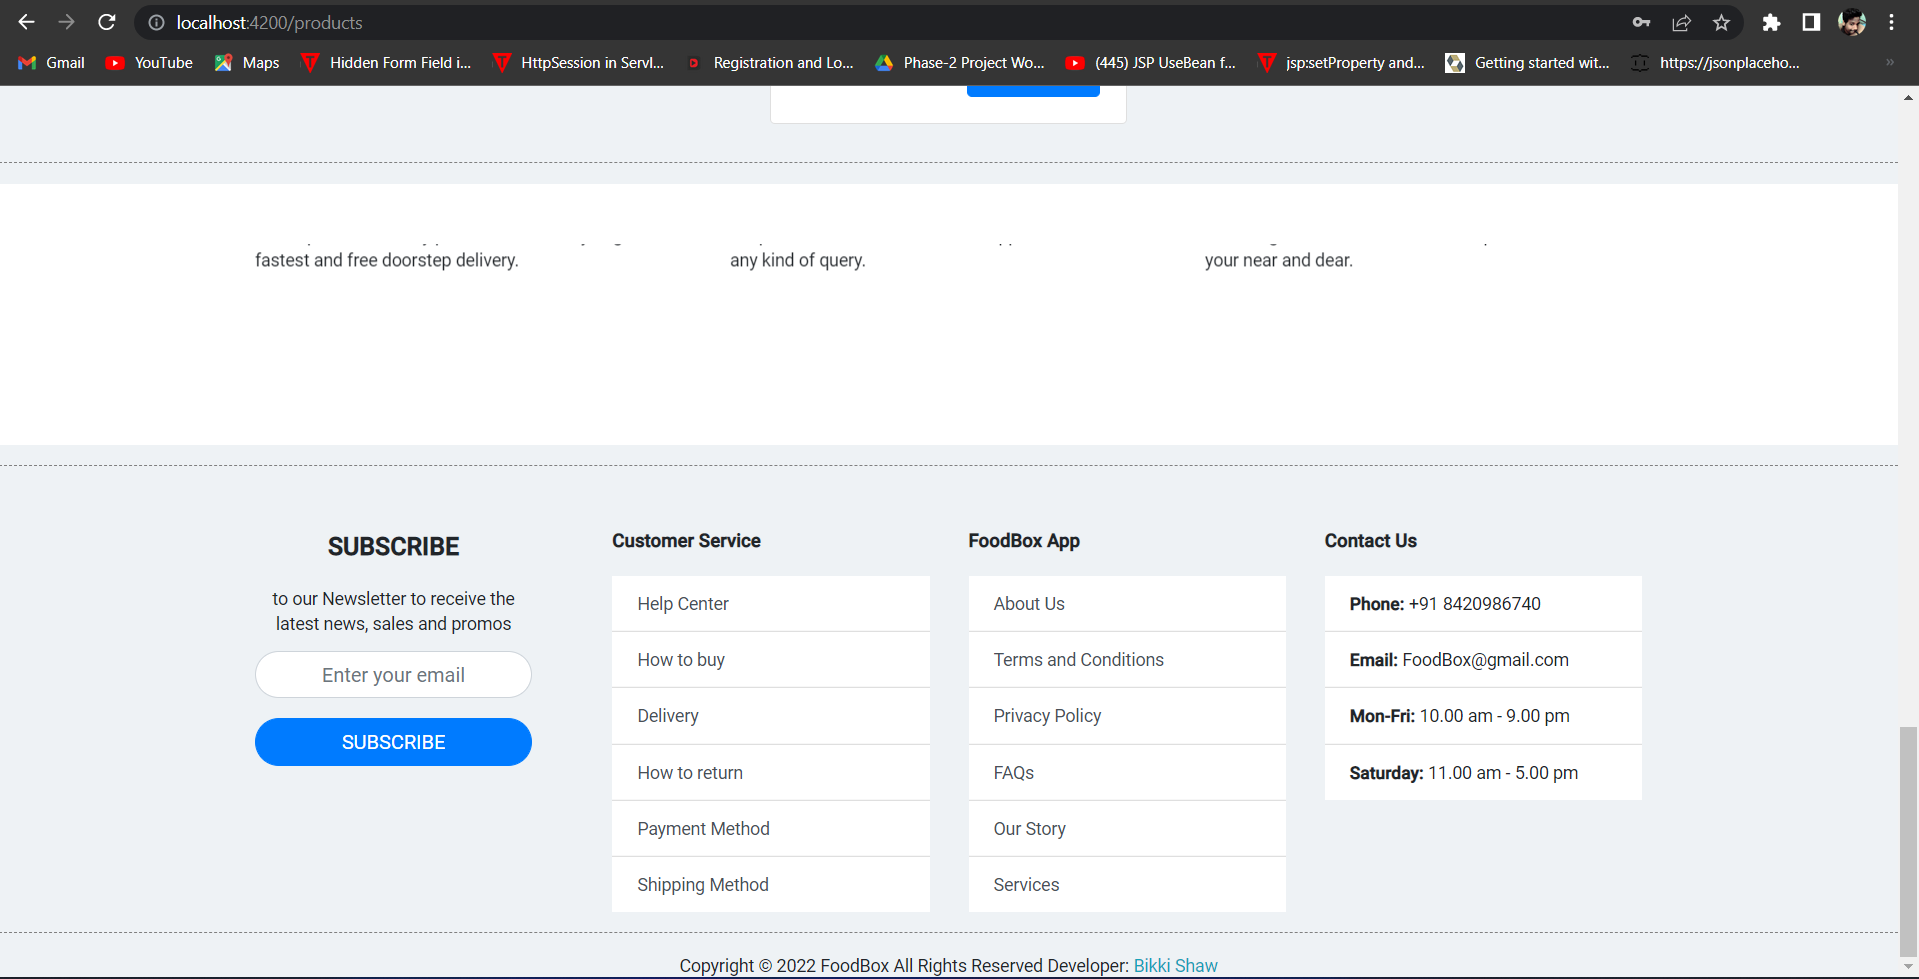 localhost:4200/products
Gmail
YouTube
Maps
Hidden Form Field i...
HttpSession in Servl...
Registration and Lo...
Phase-2 Project Wo...
(445) JSP UseBean f...
jsp:setProperty and...
Getting started wit...
https://jsonplaceho...
»
fastest and free doorstep delivery.
any kind of query.
your near and dear.
SUBSCRIBE
to our Newsletter to receive the
latest news, sales and promos
Enter your email
SUBSCRIBE
Customer Service
Help Center
How to buy
Delivery
How to return
Payment Method
Shipping Method
FoodBox App
About Us
Terms and Conditions
Privacy Policy
FAQs
Our Story
Services
Contact Us
Phone: +91 8420986740
Email: FoodBox@gmail.com
Mon-Fri: 10.00 am - 9.00 pm
Saturday: 11.00 am - 5.00 pm
Copyright © 2022 FoodBox All Rights Reserved Developer: Bikki Shaw